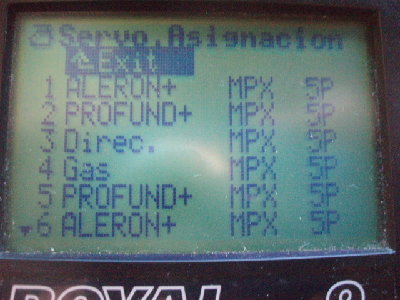 Servo.Asignacion
Exit
1 ALERON+ MPX 5P
2 PROFUND+ MPX 5P
3 Direc. MPX 5P
4 Gas MPX 5P
5 PROFUND+ MPX 5P
6 ALERON+ MPX 5P
ROYAL